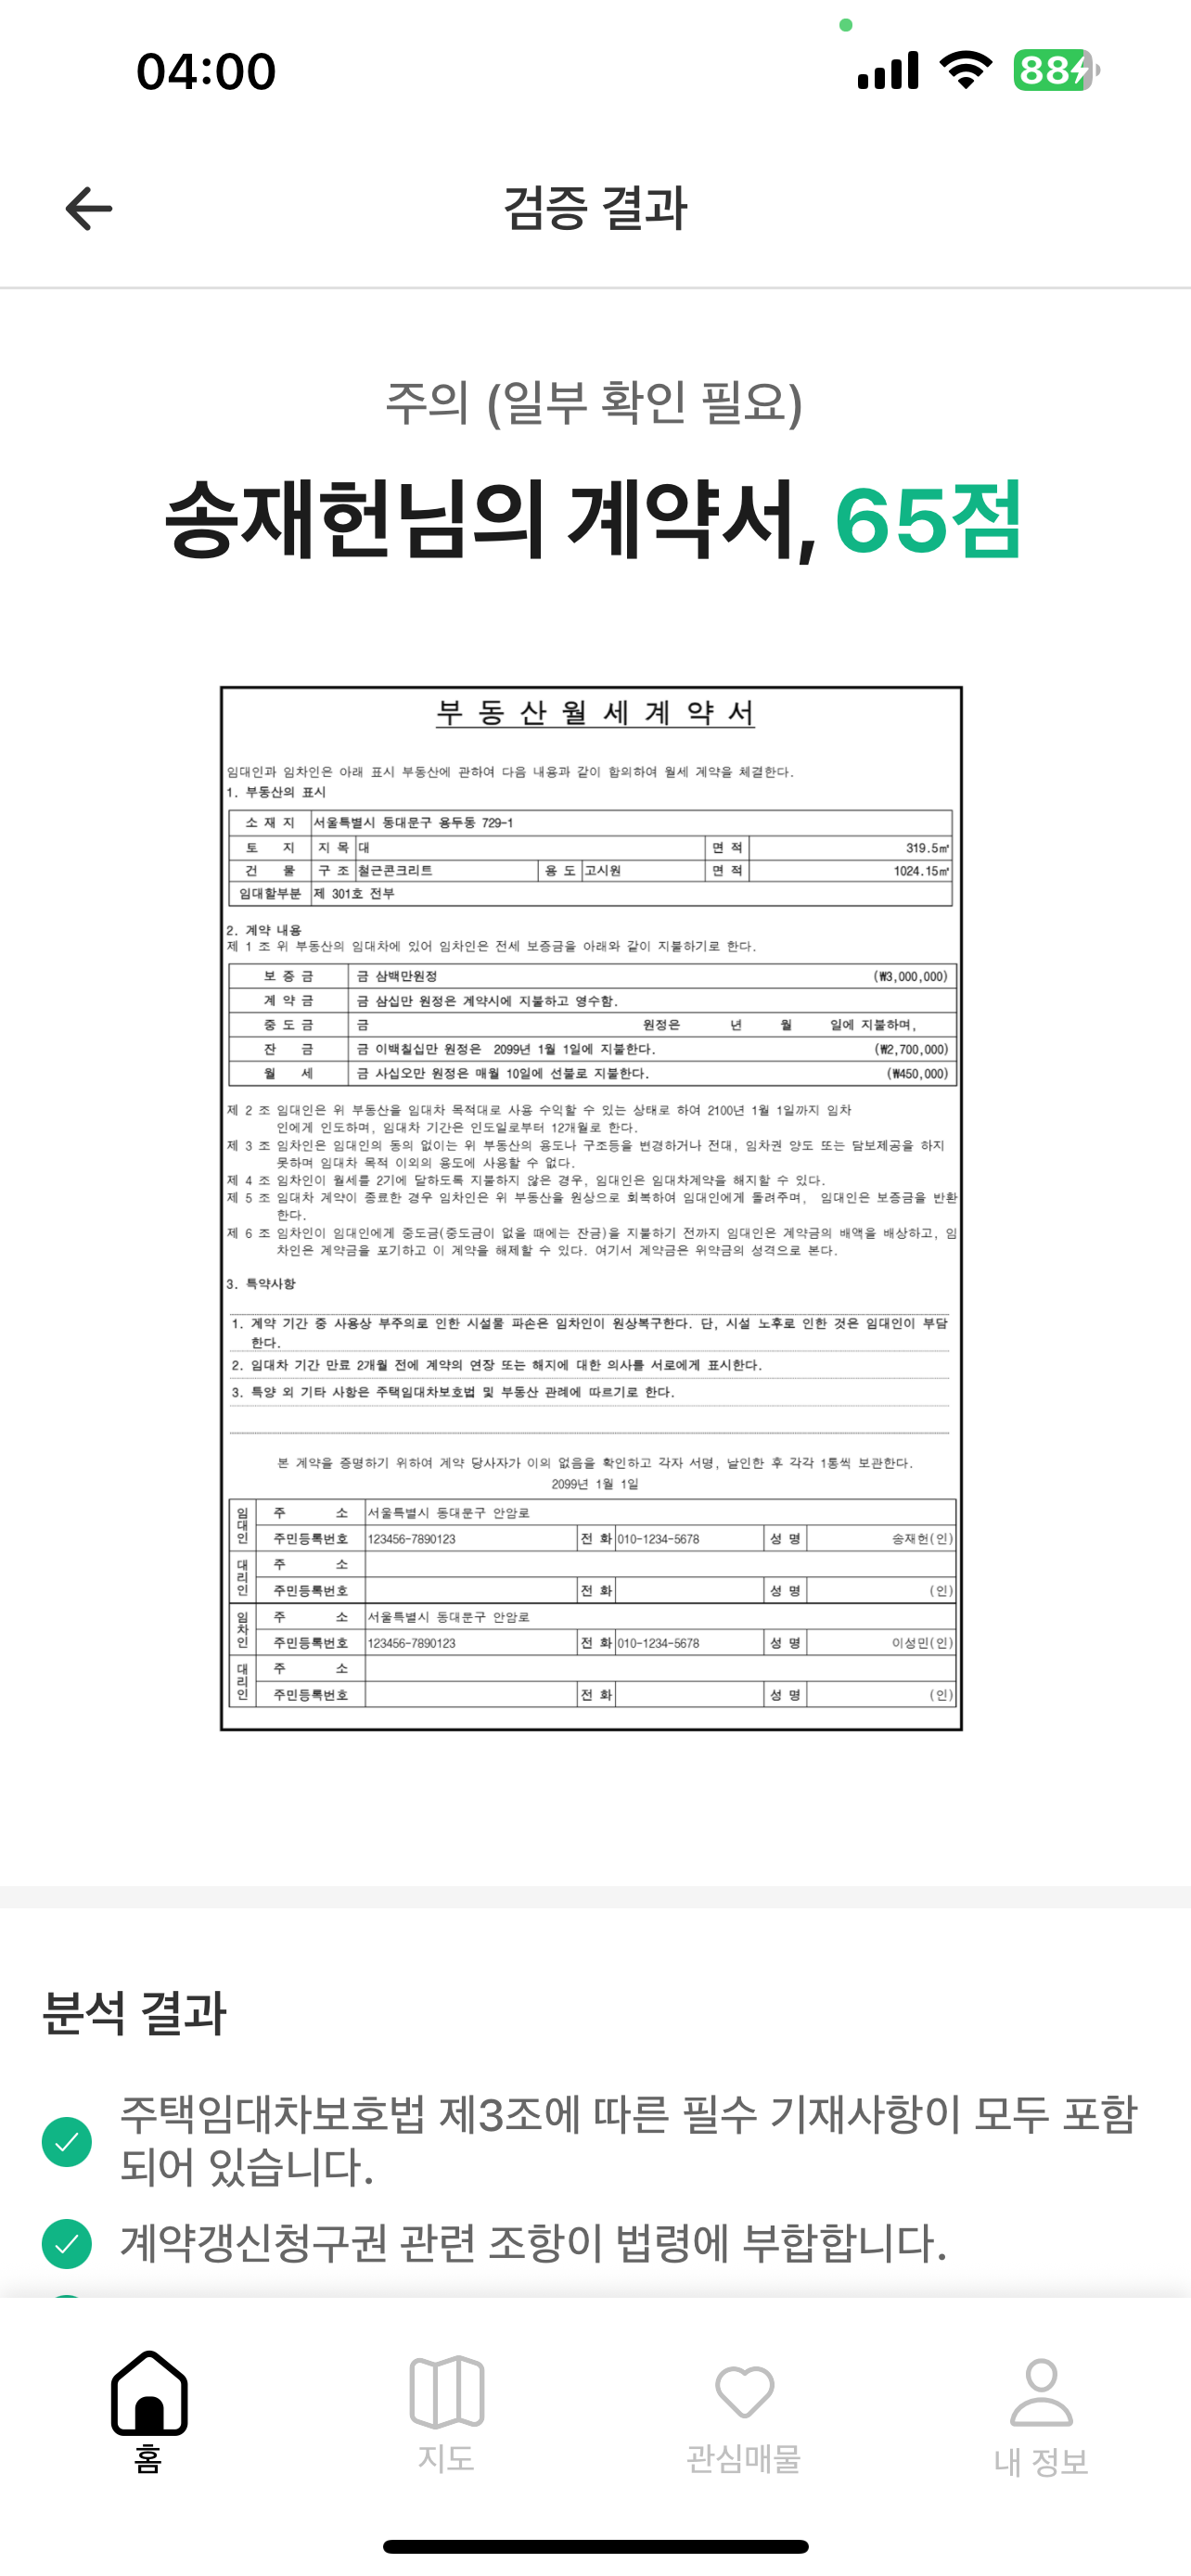 04:00
88
검증 결과
주의 (일부 확인 필요)
송재헌님의 계약서, 65점
부 동 산 월 세 계 약 서
임대인과 임차인은 아래 표시 부동산에 관하여 다음 내용과 같이 합의하여 월세 계약을 체결한다.
1. 부동산의 표시
소 재 지 서울특별시 동대문구 용두동 729-1
토 지 지 목 대 면 적 319.5㎡
건 물 구 조 철근콘크리트 용 도 고시원 면 적 1024.15㎡
임대할부분 제 301호 전부
2. 계약 내용
제 1 조 위 부동산의 임대차에 있어 임차인은 전세 보증금을 아래와 같이 지불하기로 한다.
보 증 금 금 삼백만원정 (₩3,000,000)
계 약 금 금 삼십만 원정은 계약시에 지불하고 영수함.
중 도 금 금 원정은 년 월 일에 지불하며,
잔 금 금 이백칠십만 원정은 2099년 1월 1일에 지불한다. (₩2,700,000)
월 세 금 사십오만 원정은 매월 10일에 선불로 지불한다. (₩450,000)
제 2 조 임대인은 위 부동산을 임대차 목적대로 사용 수익할 수 있는 상태로 하여 2100년 1월 1일까지 임차
인에게 인도하며, 임대차 기간은 인도일로부터 12개월로 한다.
제 3 조 임차인은 임대인의 동의 없이는 위 부동산의 용도나 구조등을 변경하거나 전대, 임차권 양도 또는 담보제공을 하지
못하며 임대차 목적 이외의 용도에 사용할 수 없다.
제 4 조 임차인이 월세를 2기에 달하도록 지불하지 않은 경우, 임대인은 임대차계약을 해지할 수 있다.
제 5 조 임대차 계약이 종료한 경우 임차인은 위 부동산을 원상으로 회복하여 임대인에게 돌려주며, 임대인은 보증금을 반환
한다.
제 6 조 임차인이 임대인에게 중도금(중도금이 없을 때에는 잔금)을 지불하기 전까지 임대인은 계약금의 배액을 배상하고, 임
차인은 계약금을 포기하고 이 계약을 해제할 수 있다. 여기서 계약금은 위약금의 성격으로 본다.
3. 특약사항
1. 계약 기간 중 사용상 부주의로 인한 시설물 파손은 임차인이 원상복구한다. 단, 시설 노후로 인한 것은 임대인이 부담
한다.
2. 임대차 기간 만료 2개월 전에 계약의 연장 또는 해지에 대한 의사를 서로에게 표시한다.
3. 특양 외 기타 사항은 주택임대차보호법 및 부동산 관례에 따르기로 한다.
본 계약을 증명하기 위하여 계약 당사자가 이의 없음을 확인하고 각자 서명, 날인한 후 각각 1통씩 보관한다.
2099년 1월 1일
임대인 주 소 서울특별시 동대문구 안암로
주민등록번호 123456-7890123 전 화 010-1234-5678 성 명 송재헌(인)
대리인 주 소
주민등록번호 전 화 성 명 (인)
임차인 주 소 서울특별시 동대문구 안암로
주민등록번호 123456-7890123 전 화 010-1234-5678 성 명 이성민(인)
대리인 주 소
주민등록번호 전 화 성 명 (인)
분석 결과
주택임대차보호법 제3조에 따른 필수 기재사항이 모두 포함
되어 있습니다.
계약갱신청구권 관련 조항이 법령에 부합합니다.
홈 지도 관심매물 내 정보